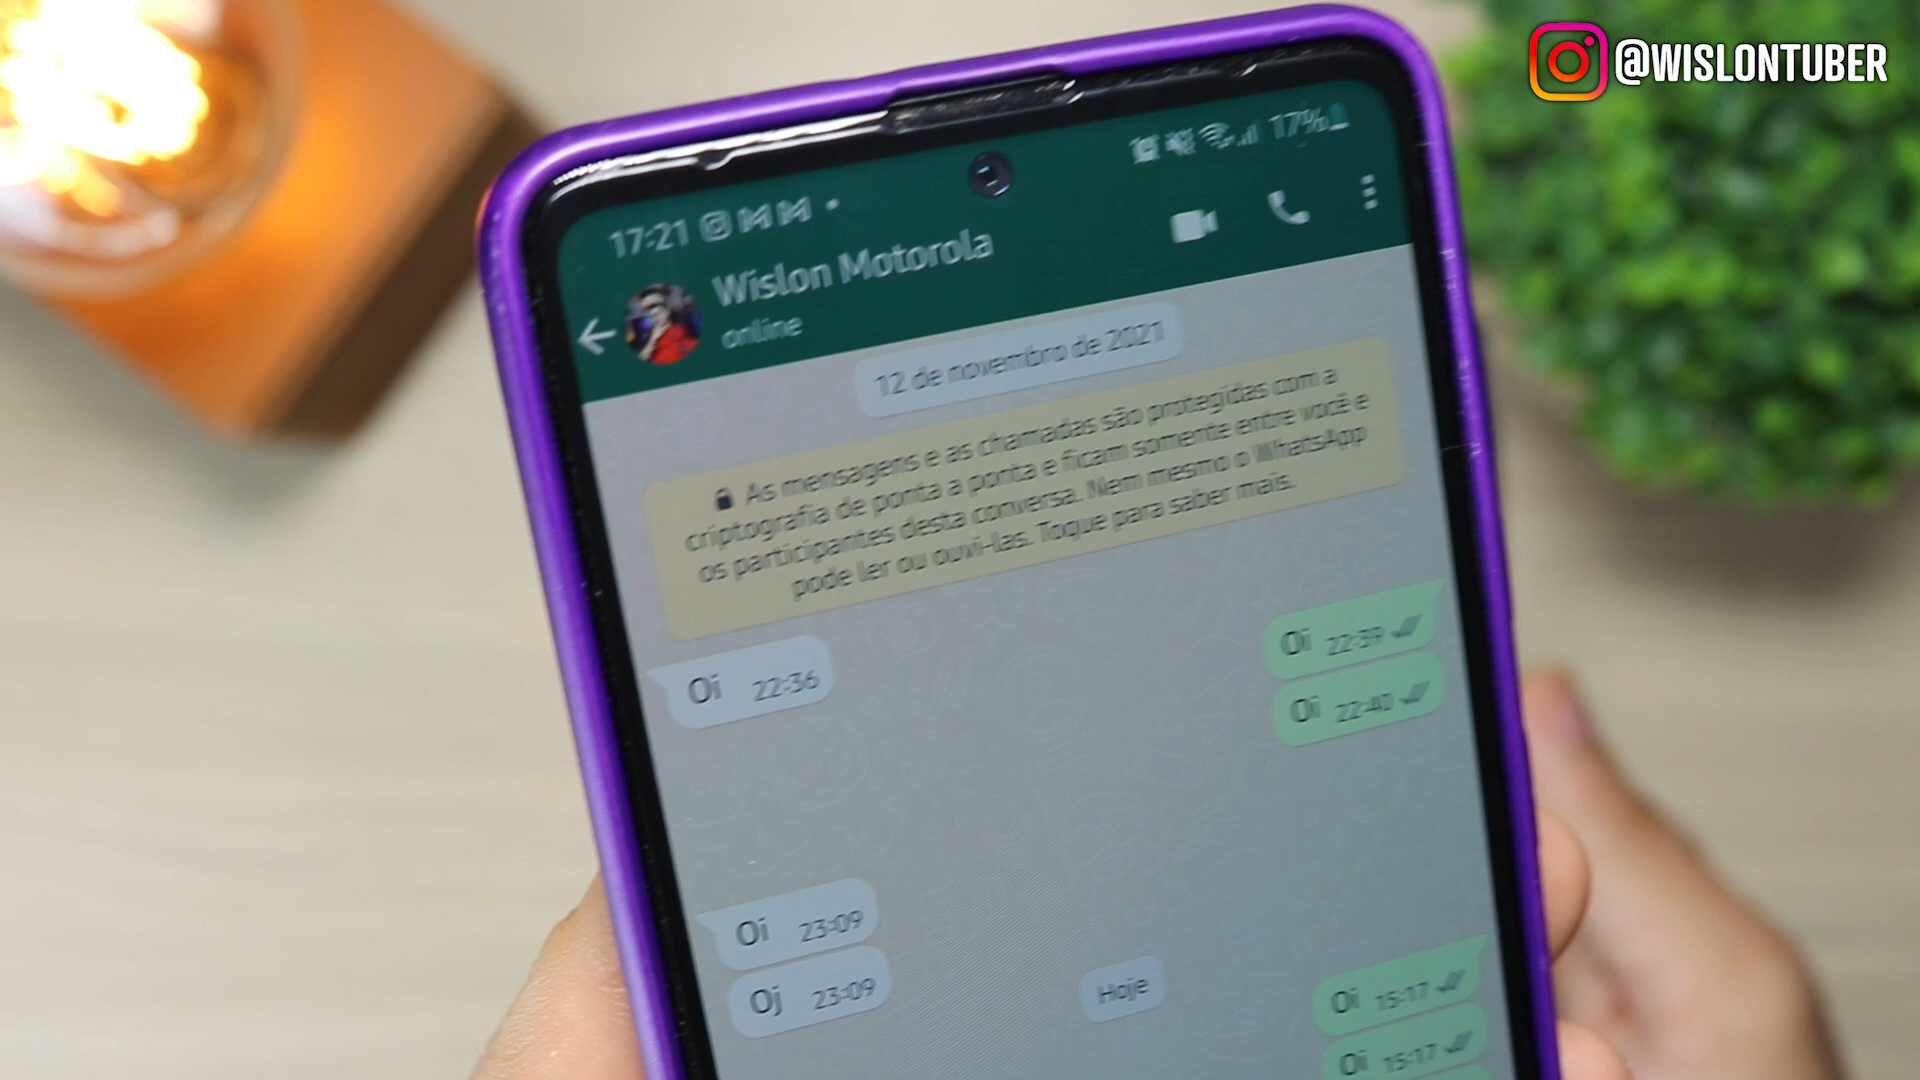 @WISLONTUBER
17:21
17%
Wislon Motorola
online
12 de novembro de 2021
As mensagens e as chamadas são protegidas com a
criptografia de ponta a ponta e ficam somente entre você e
os participantes desta conversa. Nem mesmo o WhatsApp
pode ler ou ouvi-las. Toque para saber mais.
Oi 22:36
Oi 22:39
Oi 22:40
Oi 23:09
Oj 23:09
Hoje
Oi 15:17
Oi 15:17